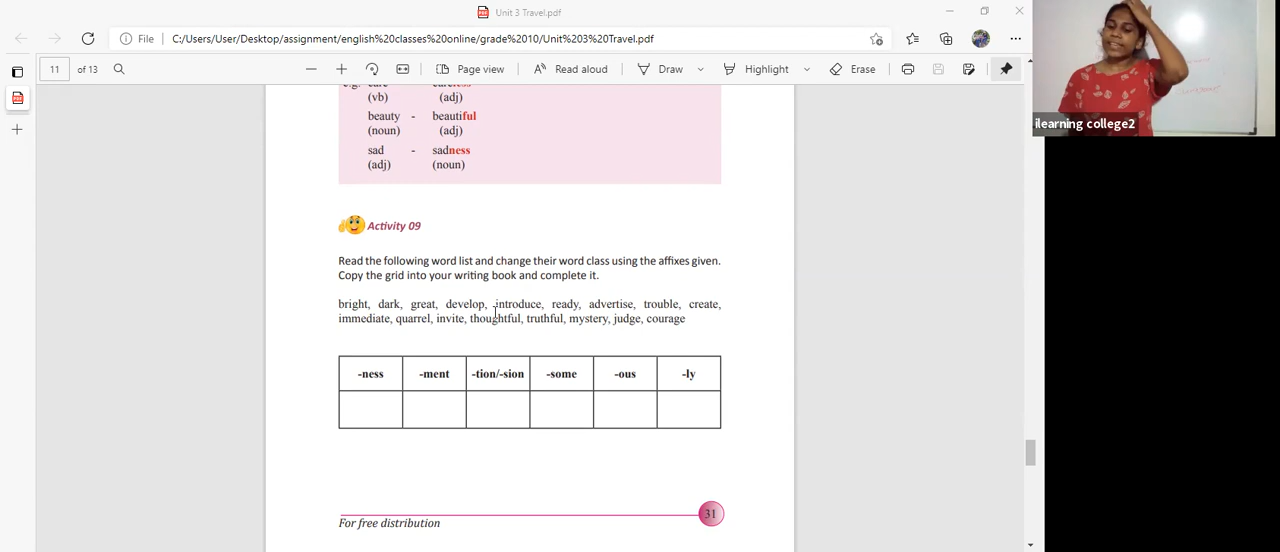 Unit 3 Travel.pdf
File C:/Users/User/Desktop/assignment/english%20class%20online/grade%2010/Unit%203%20Travel.pdf
11 of 13 Page view Read aloud Draw Highlight Erase
(vb) (adj)
beauty - beautiful
(noun) (adj)
sad - sadness
(adj) (noun)
Activity 09
Read the following word list and change their word class using the affixes given.
Copy the grid into your writing book and complete it.
bright, dark, great, develop, introduce, ready, advertise, trouble, create,
immediate, quarrel, invite, thoughtful, truthful, mystery, judge, courage
-ness -ment -tion/-sion -some -ous -ly
31
For free distribution
ilearning college2